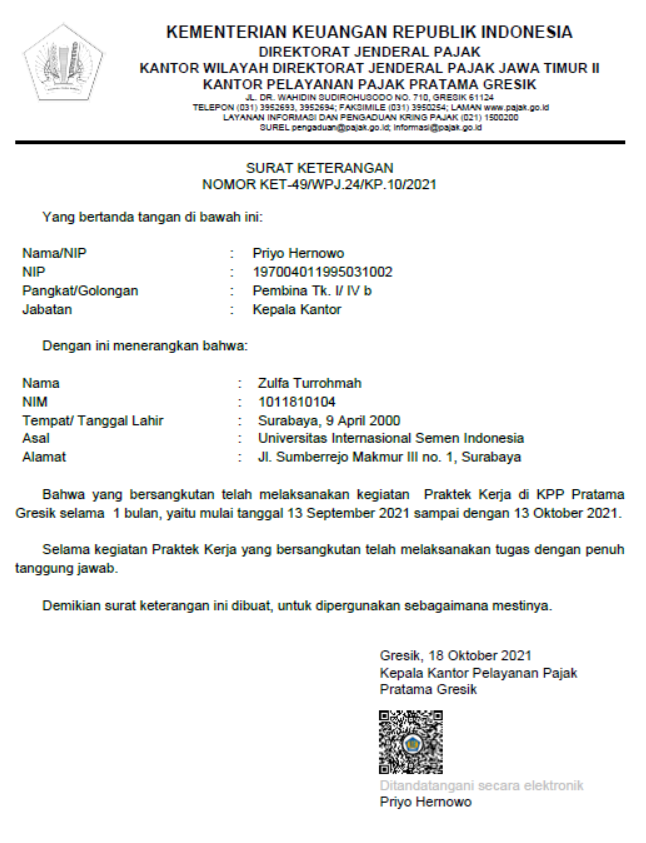 KEMENTERIAN KEUANGAN REPUBLIK INDONESIA
DIREKTORAT JENDERAL PAJAK
KANTOR WILAYAH DIREKTORAT JENDERAL PAJAK JAWA TIMUR II
KANTOR PELAYANAN PAJAK PRATAMA GRESIK
JL. DR. WAHIDIN SUDIROHUSODO NO. 710, GRESIK 61124
TELEPON (031) 3952693, 3952694; FAKSIMILE (031) 3950254; LAMAN www.pajak.go.id
LAYANAN INFORMASI DAN PENGADUAN KRING PAJAK (021) 1500200
SUREL pengaduan@pajak.go.id; informasi@pajak.go.id
SURAT KETERANGAN
NOMOR KET-49/WPJ.24/KP.10/2021
Yang bertanda tangan di bawah ini:
Nama/NIP : Priyo Hernowo
NIP : 197004011995031002
Pangkat/Golongan : Pembina Tk. I/ IV b
Jabatan : Kepala Kantor
Dengan ini menerangkan bahwa:
Nama : Zulfa Turrohmah
NIM : 1011810104
Tempat/ Tanggal Lahir : Surabaya, 9 April 2000
Asal : Universitas Internasional Semen Indonesia
Alamat : Jl. Sumberrejo Makmur III no. 1, Surabaya
Bahwa yang bersangkutan telah melaksanakan kegiatan Praktek Kerja di KPP Pratama
Gresik selama 1 bulan, yaitu mulai tanggal 13 September 2021 sampai dengan 13 Oktober 2021.
Selama kegiatan Praktek Kerja yang bersangkutan telah melaksanakan tugas dengan penuh
tanggung jawab.
Demikian surat keterangan ini dibuat, untuk dipergunakan sebagaimana mestinya.
Gresik, 18 Oktober 2021
Kepala Kantor Pelayanan Pajak
Pratama Gresik
Ditandatangani secara elektronik
Priyo Hernowo